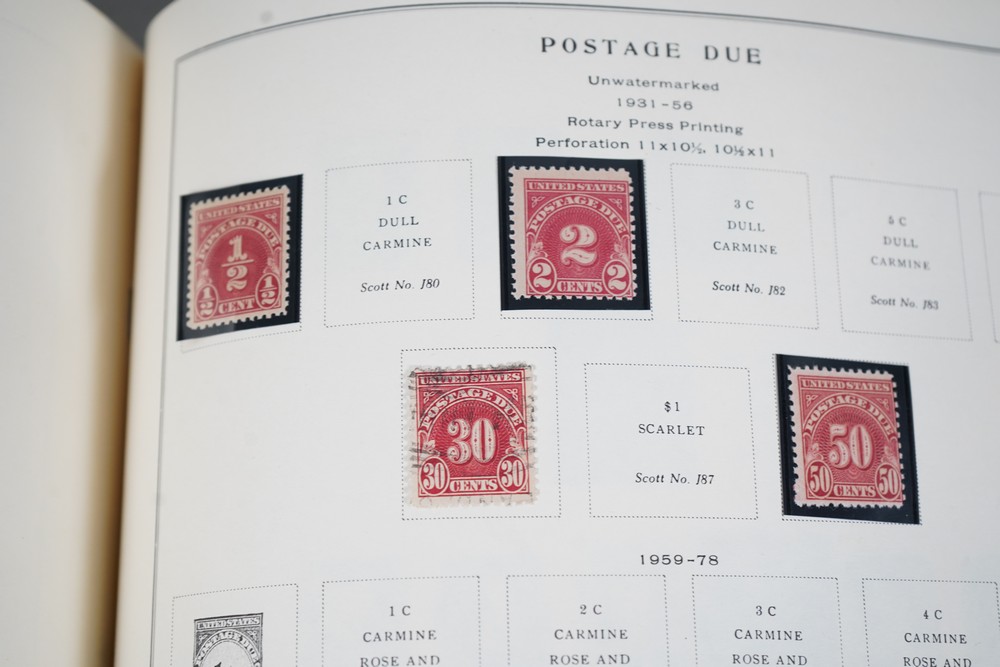 POSTAGE DUE
Unwatermarked
1931-56
Rotary Press Printing
Perforation 11x10½, 10½x11
UNITED STATES
POSTAGE DUE
1/2
1/2 1/2
CENT
1 C
DULL
CARMINE
Scott No. J80
UNITED STATES
POSTAGE DUE
2
2 CENTS 2
3 C
DULL
CARMINE
Scott No. J82
5 C
DULL
CARMINE
Scott No. J83
UNITED STATES
POSTAGE DUE
30
30 CENTS 30
$1
SCARLET
Scott No. J87
UNITED STATES
POSTAGE DUE
50
50 CENTS 50
1959-78
UNITED STATES
POSTAGE DUE
1 C
CARMINE
ROSE AND
2 C
CARMINE
ROSE AND
3 C
CARMINE
ROSE AND
4 C
CARMINE
ROSE AND